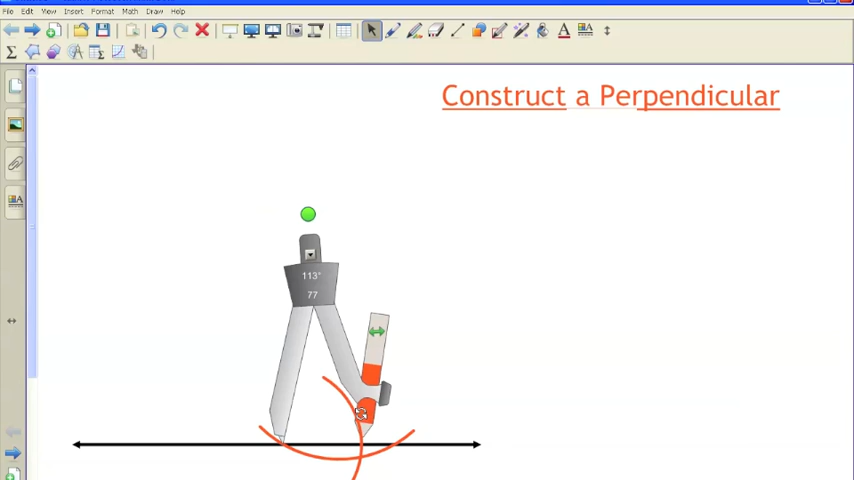 File Edit View Insert Format Math Draw Help
Construct a Perpendicular
113°
77